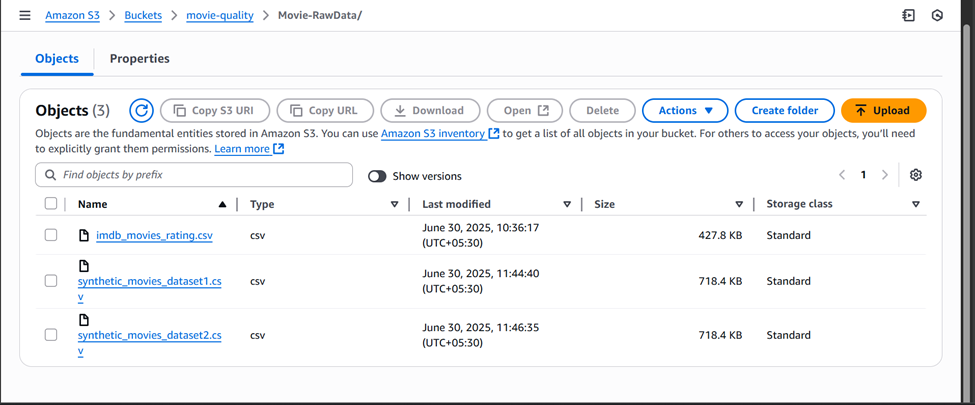 Amazon S3 > Buckets > movie-quality > Movie-RawData/
Objects Properties
Objects (3) Copy S3 URI Copy URL Download Open Delete Actions Create folder Upload
Objects are the fundamental entities stored in Amazon S3. You can use Amazon S3 inventory to get a list of all objects in your bucket. For others to access your objects, you'll need
to explicitly grant them permissions. Learn more
Find objects by prefix Show versions 1
Name Type Last modified Size Storage class
imdb_movies_rating.csv csv June 30, 2025, 10:36:17 (UTC+05:30) 427.8 KB Standard
synthetic_movies_dataset1.cs
v csv June 30, 2025, 11:44:40 (UTC+05:30) 718.4 KB Standard
synthetic_movies_dataset2.cs
v csv June 30, 2025, 11:46:35 (UTC+05:30) 718.4 KB Standard